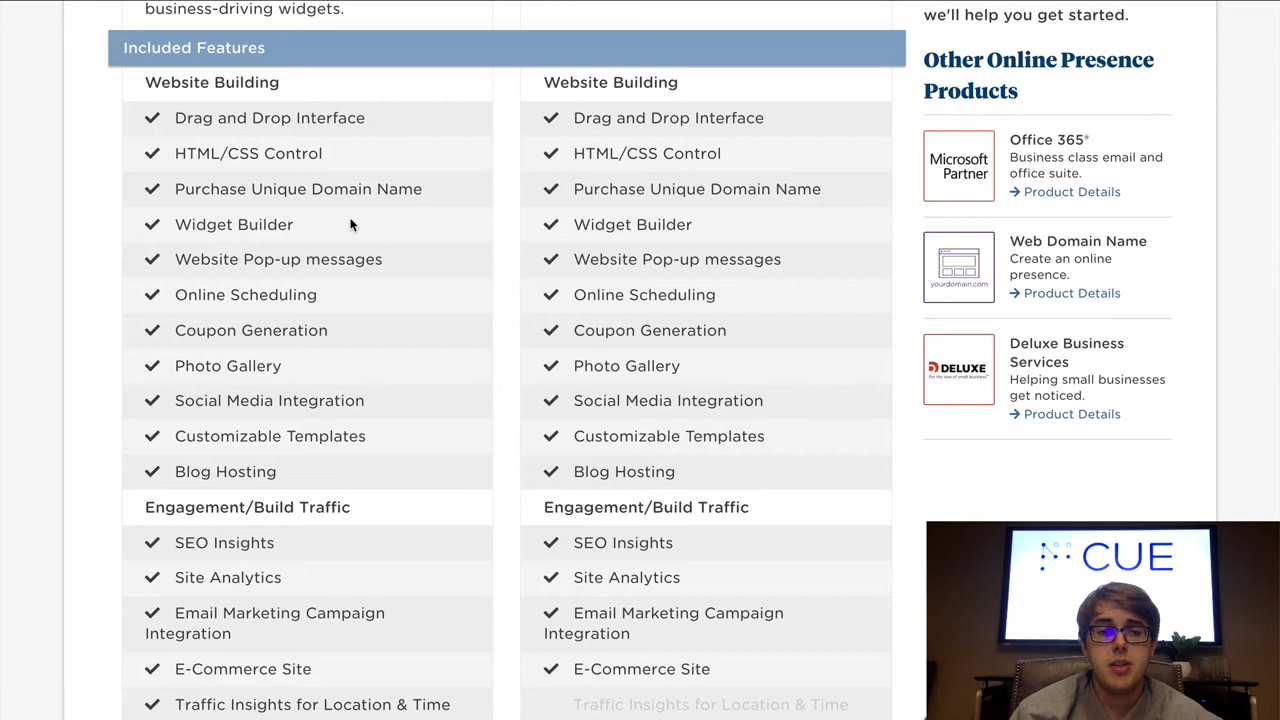 business-driving widgets.
Included Features
Website Building
Drag and Drop Interface
HTML/CSS Control
Purchase Unique Domain Name
Widget Builder
Website Pop-up messages
Online Scheduling
Coupon Generation
Photo Gallery
Social Media Integration
Customizable Templates
Blog Hosting
Engagement/Build Traffic
SEO Insights
Site Analytics
Email Marketing Campaign
Integration
E-Commerce Site
Traffic Insights for Location & Time
Website Building
Drag and Drop Interface
HTML/CSS Control
Purchase Unique Domain Name
Widget Builder
Website Pop-up messages
Online Scheduling
Coupon Generation
Photo Gallery
Social Media Integration
Customizable Templates
Blog Hosting
Engagement/Build Traffic
SEO Insights
Site Analytics
Email Marketing Campaign
Integration
E-Commerce Site
Traffic Insights for Location & Time
we'll help you get started.
Other Online Presence
Products
Microsoft
Partner
Office 365®
Business class email and
office suite.
Product Details
yourdomain.com
Web Domain Name
Create an online
presence.
Product Details
DELUXE
For the love of small business™
Deluxe Business
Services
Helping small businesses
get noticed.
Product Details
CUE